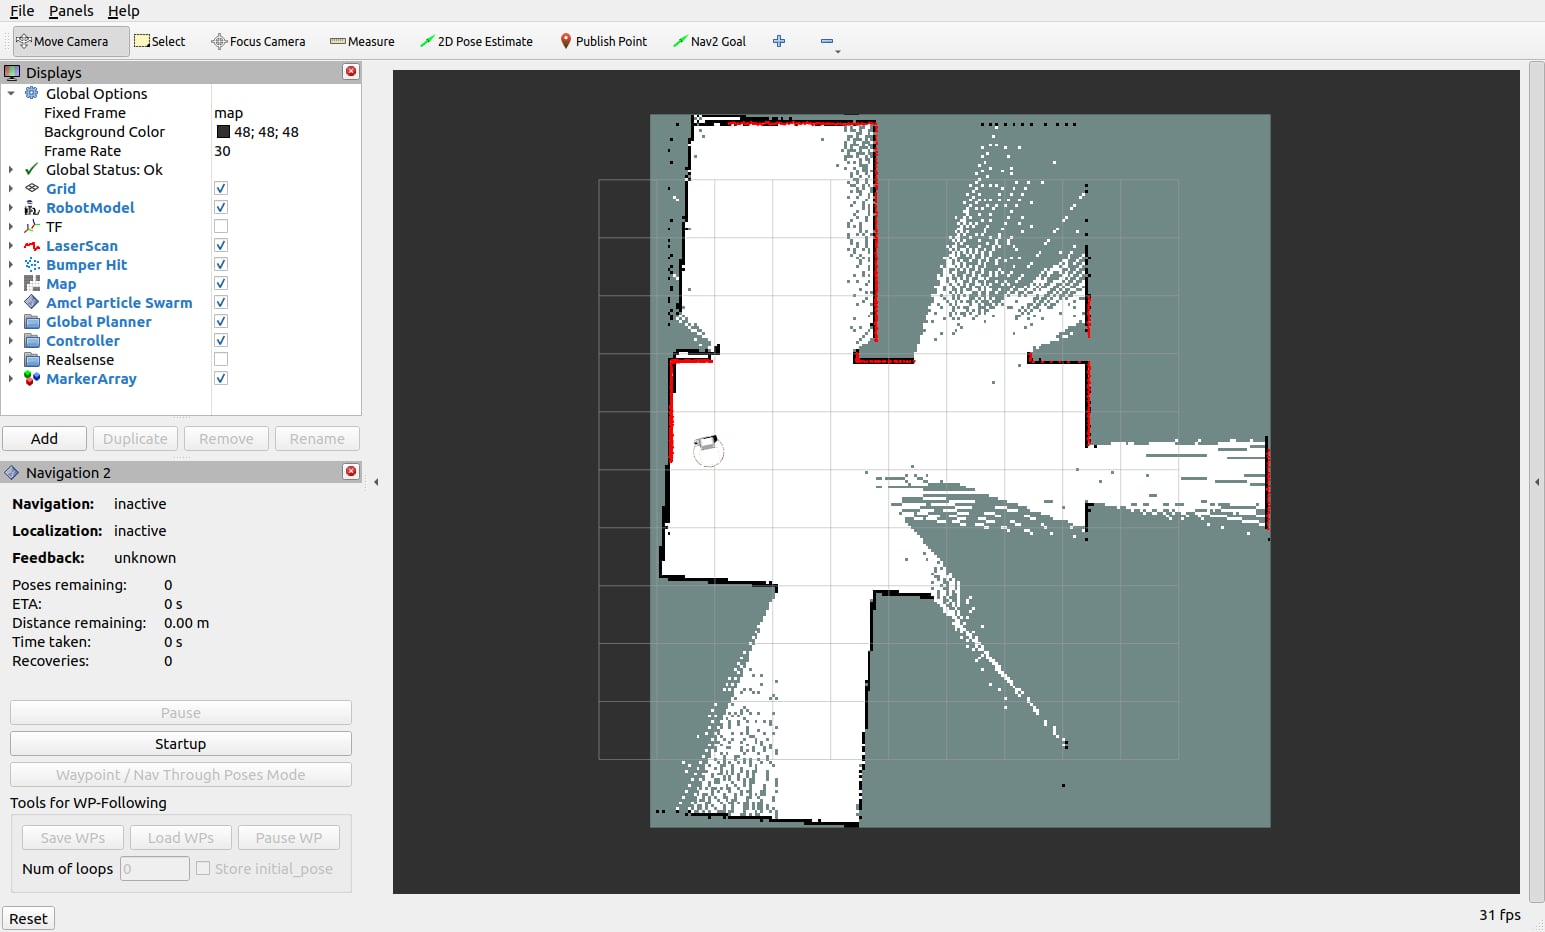 File Panels Help
Move Camera Select Focus Camera Measure 2D Pose Estimate Publish Point Nav2 Goal
Displays
Global Options
Fixed Frame map
Background Color 48; 48; 48
Frame Rate 30
Global Status: Ok
Grid
RobotModel
TF
LaserScan
Bumper Hit
Map
Amcl Particle Swarm
Global Planner
Controller
Realsense
MarkerArray
Add Duplicate Remove Rename
Navigation 2
Navigation: inactive
Localization: inactive
Feedback: unknown
Poses remaining: 0
ETA: 0 s
Distance remaining: 0.00 m
Time taken: 0 s
Recoveries: 0
Pause
Startup
Waypoint / Nav Through Poses Mode
Tools for WP-Following
Save WPs Load WPs Pause WP
Num of loops 0 Store initial_pose
Reset 31 fps